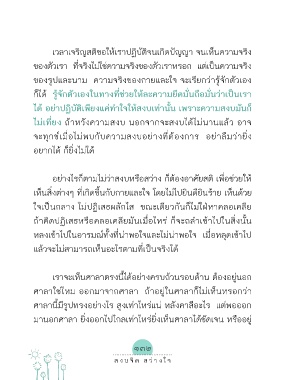 เวลาเจริญสติขอให้เราปฏิบัติจนเกิดปัญญา จนเห็นความจริง
ของตัวเรา ที่จริงไม่ใช่ความจริงของตัวเราหรอก แต่เป็นความจริง
ของรูปและนาม ความจริงของกายและใจ จะเรียกว่ารู้จักตัวเอง
ก็ได้ รู้จักตัวเองในทางที่ช่วยให้ละความยึดมั่นถือมั่นว่าเป็นเรา
ได้ อย่าปฏิบัติเพียงแค่ทำใจให้สงบเท่านั้น เพราะความสงบมันก็
ไม่เที่ยง ถ้าหวังความสงบ นอกจากจะสงบได้ไม่นานแล้ว อาจ
จะทุกข์เมื่อไม่พบกับความสงบอย่างที่ต้องการ อย่าลืมว่ายิ่ง
อยากได้ ก็ยิ่งไม่ได้
อย่างไรก็ตามไม่ว่าสงบหรือสว่าง ก็ต้องอาศัยสติ เพื่อช่วยให้
เห็นสิ่งต่างๆ ที่เกิดขึ้นกับกายและใจ โดยไม่ไปยินดียินร้าย เห็นด้วย
ใจเป็นกลาง ไม่ปฏิเสธผลักไส ขณะเดียวกันก็ไม่ใฝ่หาคลอเคลีย
ถ้าคิดปฏิเสธหรือคลอเคลียมันเมื่อไหร่ ก็จะถลำเข้าไปในสิ่งนั้น
หลงเข้าไปในอารมณ์ทั้งที่น่าพอใจและไม่น่าพอใจ เมื่อหลุดเข้าไป
แล้วจะไม่สามารถเห็นอะไรตามที่เป็นจริงได้
เราจะเห็นศาลาตรงนี้ได้อย่างครบถ้วนรอบด้าน ต้องอยู่นอก
ศาลาใช่ไหม ออกมาจากศาลา ถ้าอยู่ในศาลาก็ไม่เห็นหรอกว่า
ศาลานี้มีรูปทรงอย่างไร สูงเท่าไหร่แน่ หลังคาสีอะไร แต่พอออก
มานอกศาลา ยิ่งออกไปไกลเท่าไหร่ยิ่งเห็นศาลาได้ชัดเจน หรืออยู่
๑๓๒
สงบจิต สว่างใจ